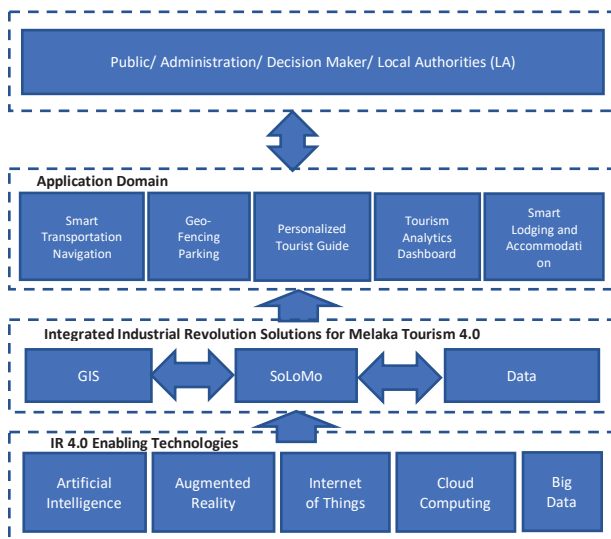 Public/ Administration/ Decision Maker/ Local Authorities (LA)
Application Domain
Smart
Transportation
Navigation
Geo-
Fencing
Parking
Personalized
Tourist Guide
Tourism
Analytics
Dashboard
Smart
Lodging and
Accommodati
on
Integrated Industrial Revolution Solutions for Melaka Tourism 4.0
GIS
SoLoMo
Data
IR 4.0 Enabling Technologies
Artificial
Intelligence
Augmented
Reality
Internet
of Things
Cloud
Computing
Big
Data